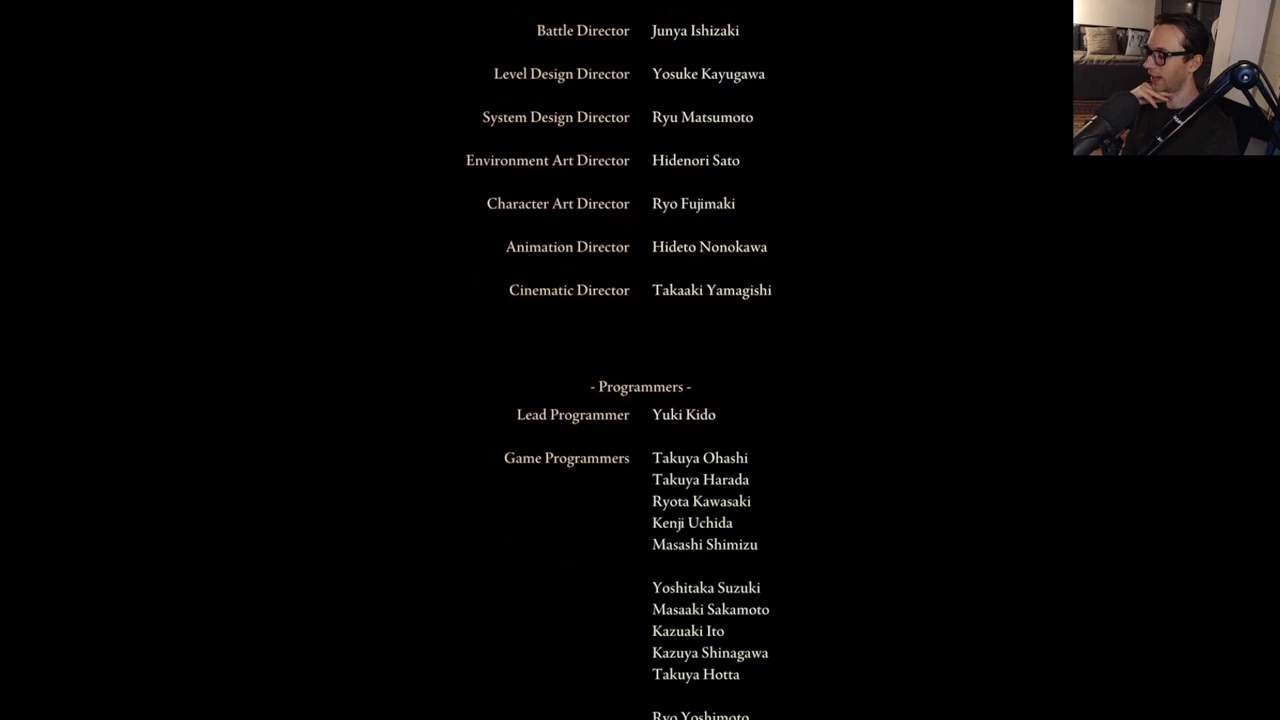 Battle Director Junya Ishizaki
Level Design Director Yosuke Kayugawa
System Design Director Ryu Matsumoto
Environment Art Director Hidenori Sato
Character Art Director Ryo Fujimaki
Animation Director Hideto Nonokawa
Cinematic Director Takaaki Yamagishi
- Programmers -
Lead Programmer Yuki Kido
Game Programmers Takuya Ohashi
Takuya Harada
Ryota Kawasaki
Kenji Uchida
Masashi Shimizu
Yoshitaka Suzuki
Masaaki Sakamoto
Kazuaki Ito
Kazuya Shinagawa
Takuya Hotta
Ryo Yoshimoto